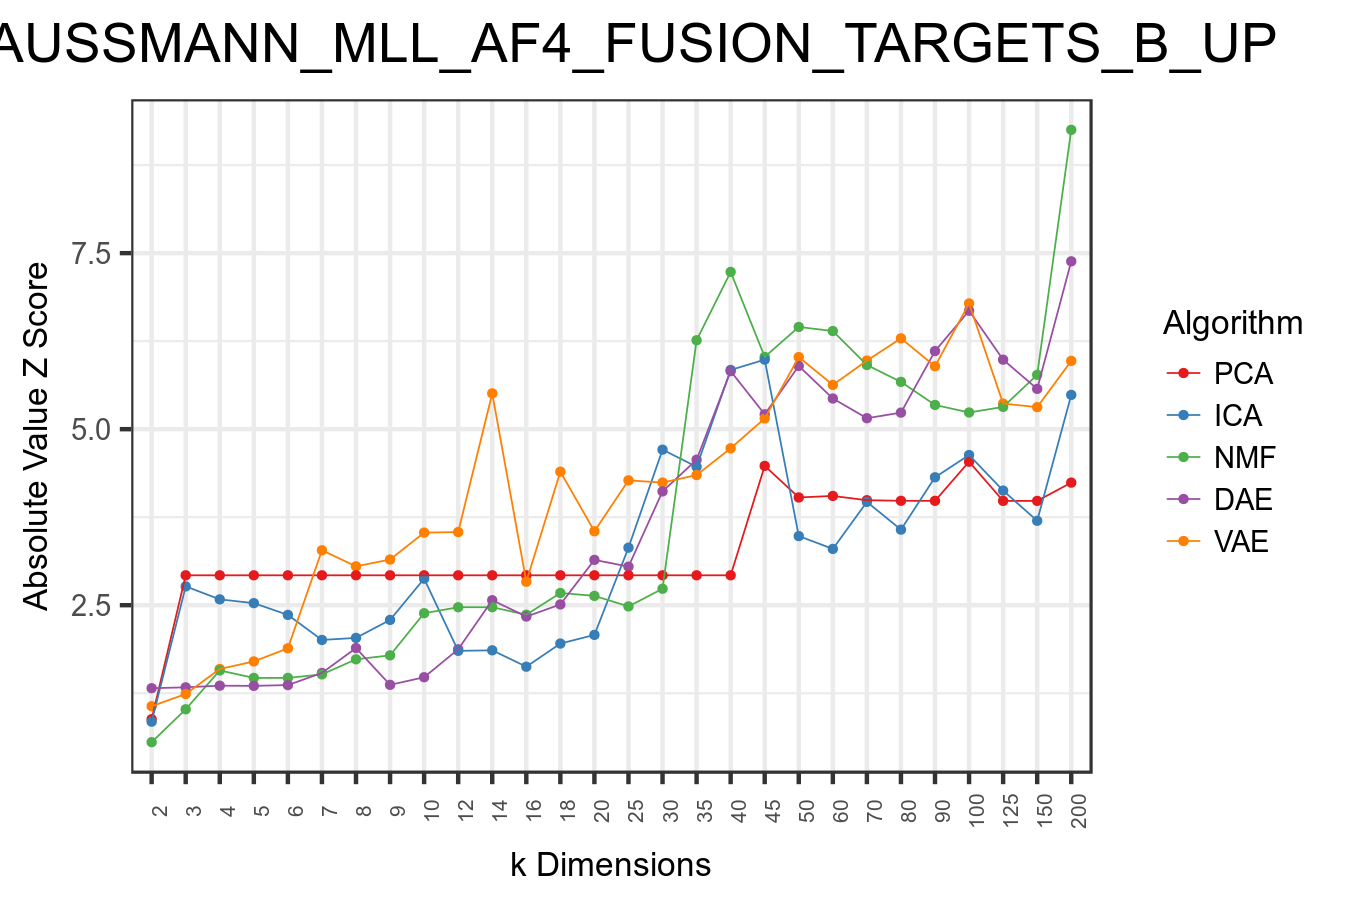 AUSSMANN_MLL_AF4_FUSION_TARGETS_B_UP
Absolute Value Z Score
7.5
5.0
2.5
2 3 4 5 6 7 8 9 10 12 14 16 18 20 25 30 35 40 45 50 60 70 80 90 100 125 150 200
k Dimensions
Algorithm
PCA
ICA
NMF
DAE
VAE